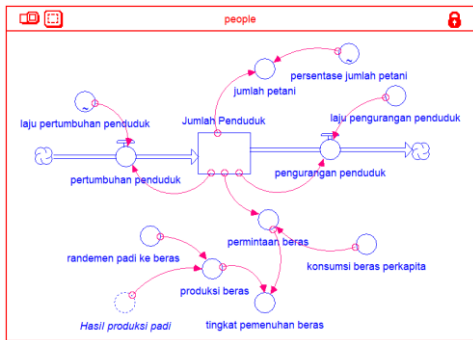 people
persentase jumlah petani
jumlah petani
laju pertumbuhan penduduk
Jumlah Penduduk
laju pengurangan penduduk
pertumbuhan penduduk
pengurangan penduduk
permintaan beras
randemen padi ke beras
konsumsi beras perkapita
produksi beras
Hasil produksi padi
tingkat pemenuhan beras